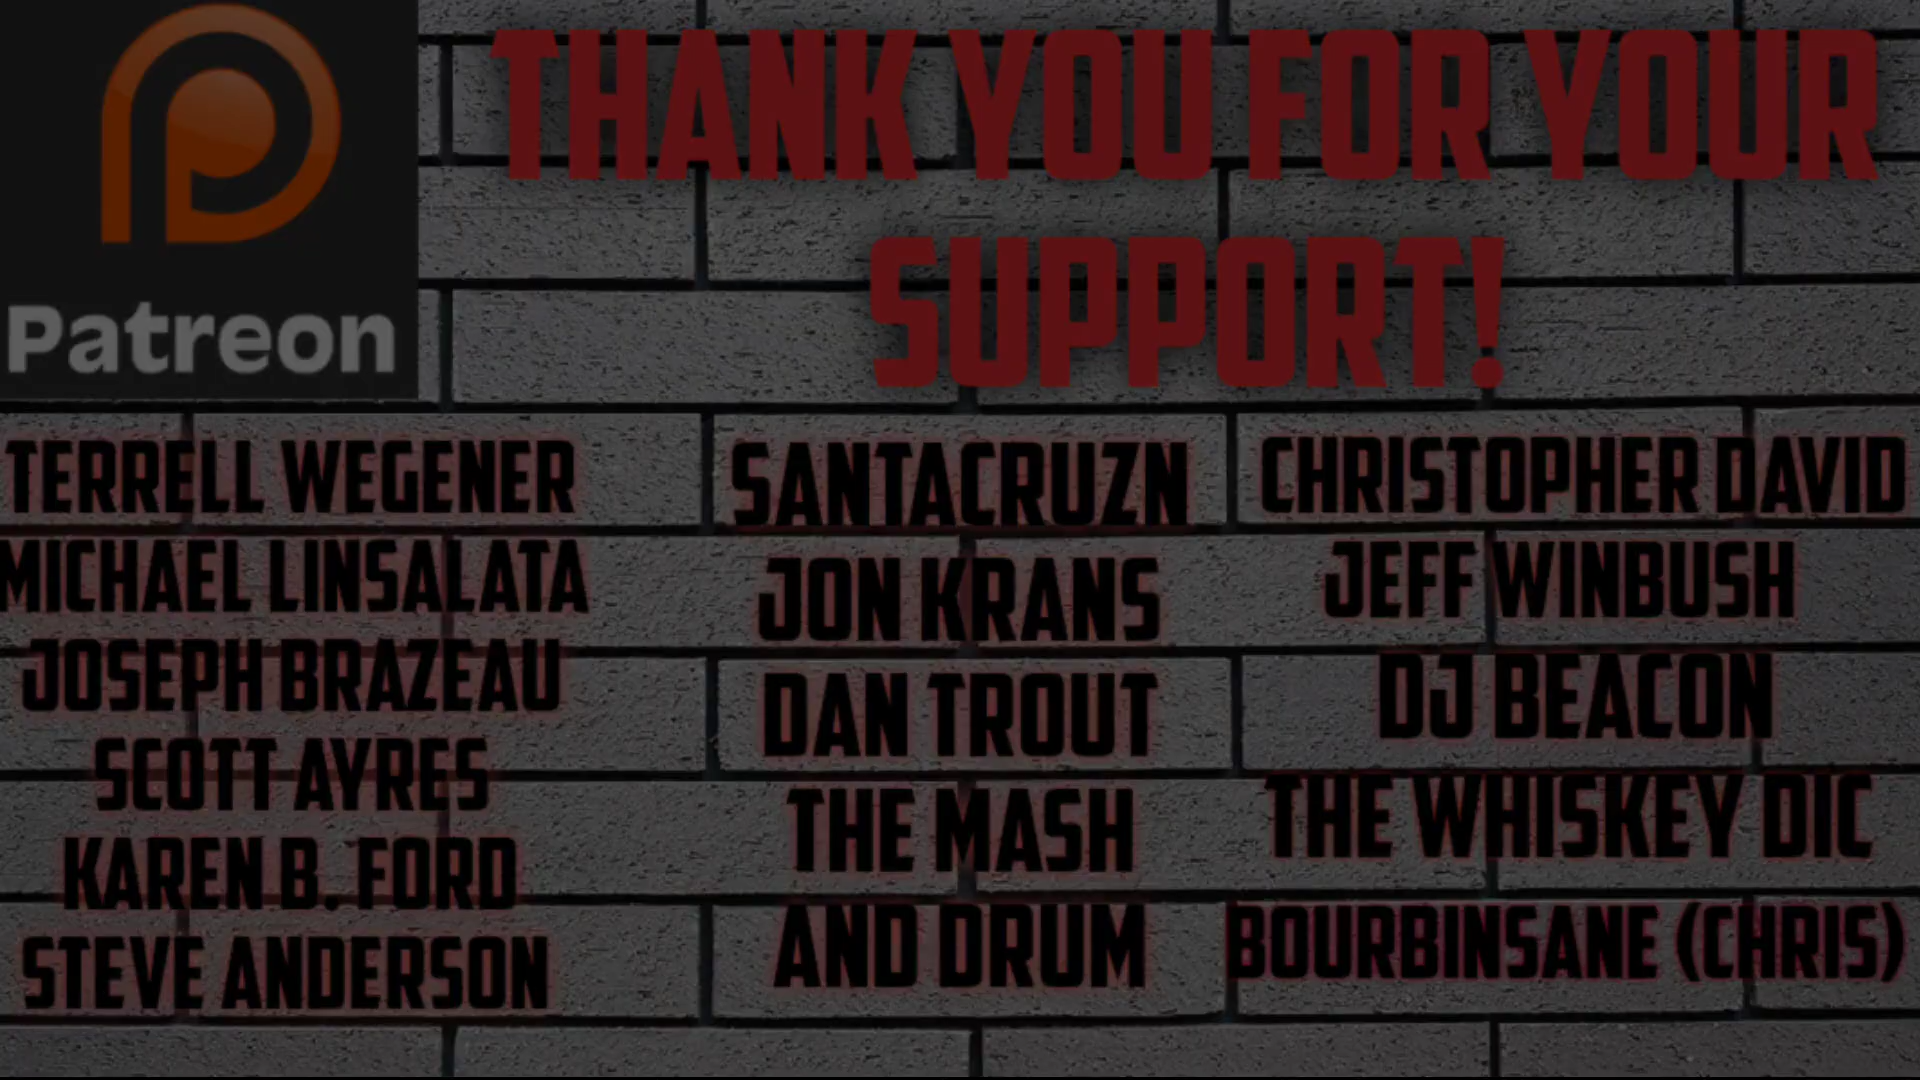 Patreon
THANK YOU FOR YOUR
SUPPORT!
TERRELL WEGENER
MICHAEL LINSALATA
JOSEPH BRAZEAU
SCOTT AYRES
KAREN B. FORD
STEVE ANDERSON
SANTACRUZN
JON KRANS
DAN TROUT
THE MASH
AND DRUM
CHRISTOPHER DAVID
JEFF WINBUSH
DJ BEACON
THE WHISKEY DIC
BOURBINSANE (CHRIS)